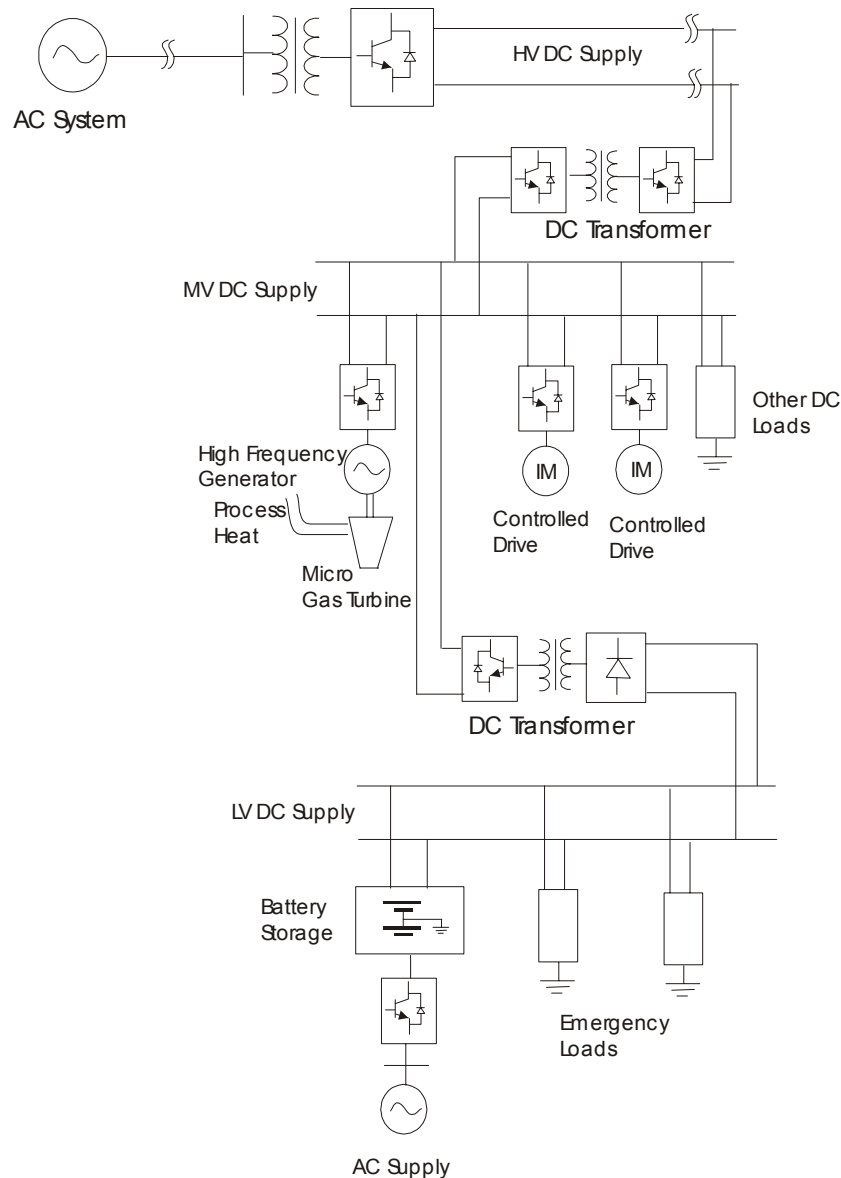 HV DC Supply
AC System
DC Transformer
MV DC Supply
Other DC
Loads
High Frequency
Generator
Process
Heat
IM
IM
Controlled
Drive
Controlled
Drive
Micro
Gas Turbine
DC Transformer
LV DC Supply
Battery
Storage
Emergency
Loads
AC Supply